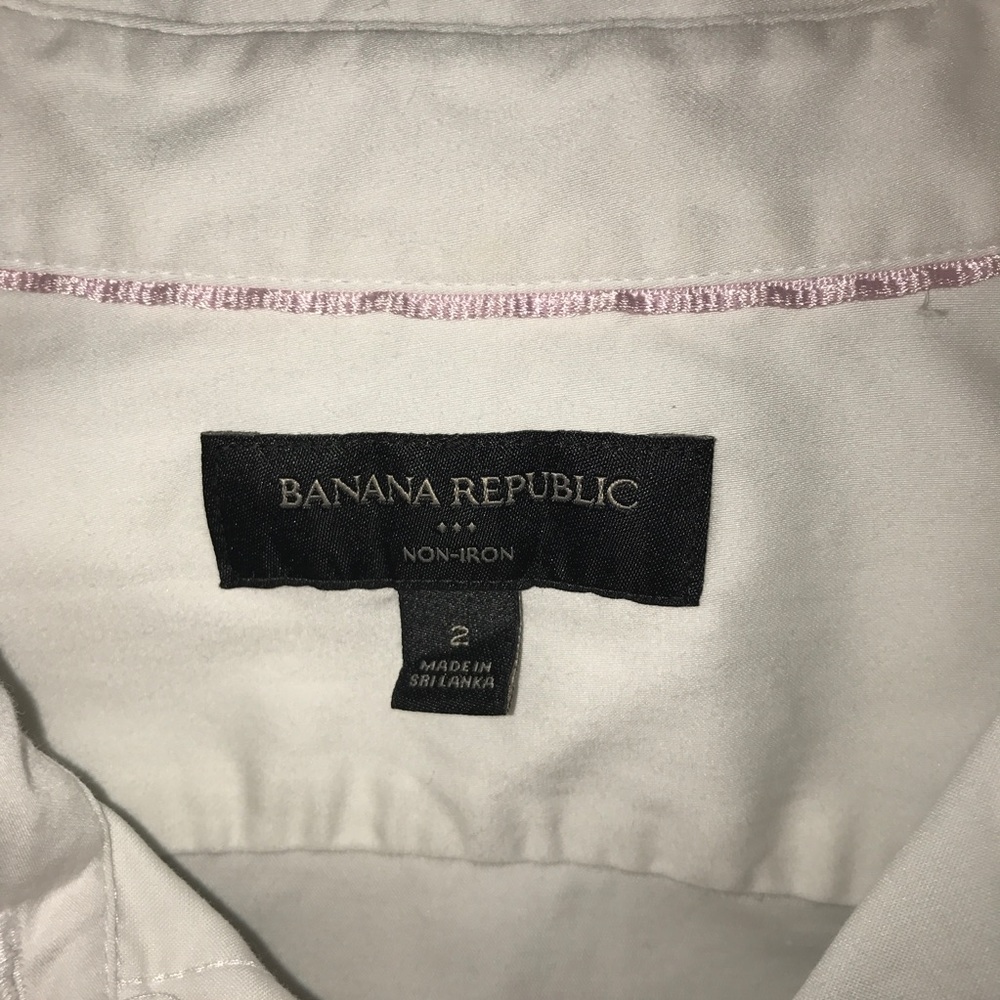 BANANA REPUBLIC
NON-IRON
2
MADE IN
SRI LANKA